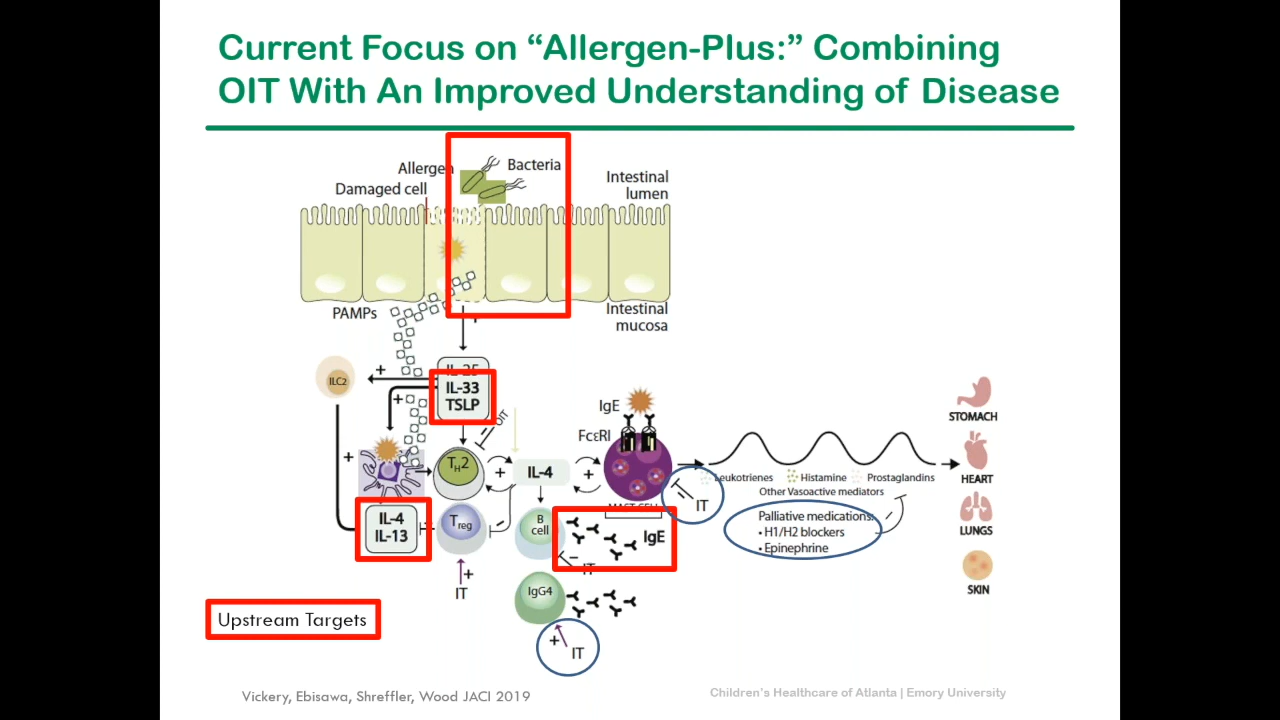 Current Focus on “Allergen-Plus:” Combining
OIT With An Improved Understanding of Disease
Allergen
Bacteria
Damaged cell
Intestinal
lumen
PAMPs
Intestinal
mucosa
ILC2
+
IL-25
IL-33
TSLP
+
OIT
IgE
FcεRI
+
TH2
+
IL-4
+
MAST CELL
Leukotrienes
Histamine
Prostaglandins
Other Vasoactive mediators
IT
Palliative medications:
• H1/H2 blockers
• Epinephrine
STOMACH
HEART
LUNGS
SKIN
IL-4
IL-13
Treg
B
cell
IgE
IT
+
IT
IgG4
+
IT
Upstream Targets
Vickery, Ebisawa, Shreffler, Wood JACI 2019
Children’s Healthcare of Atlanta | Emory University